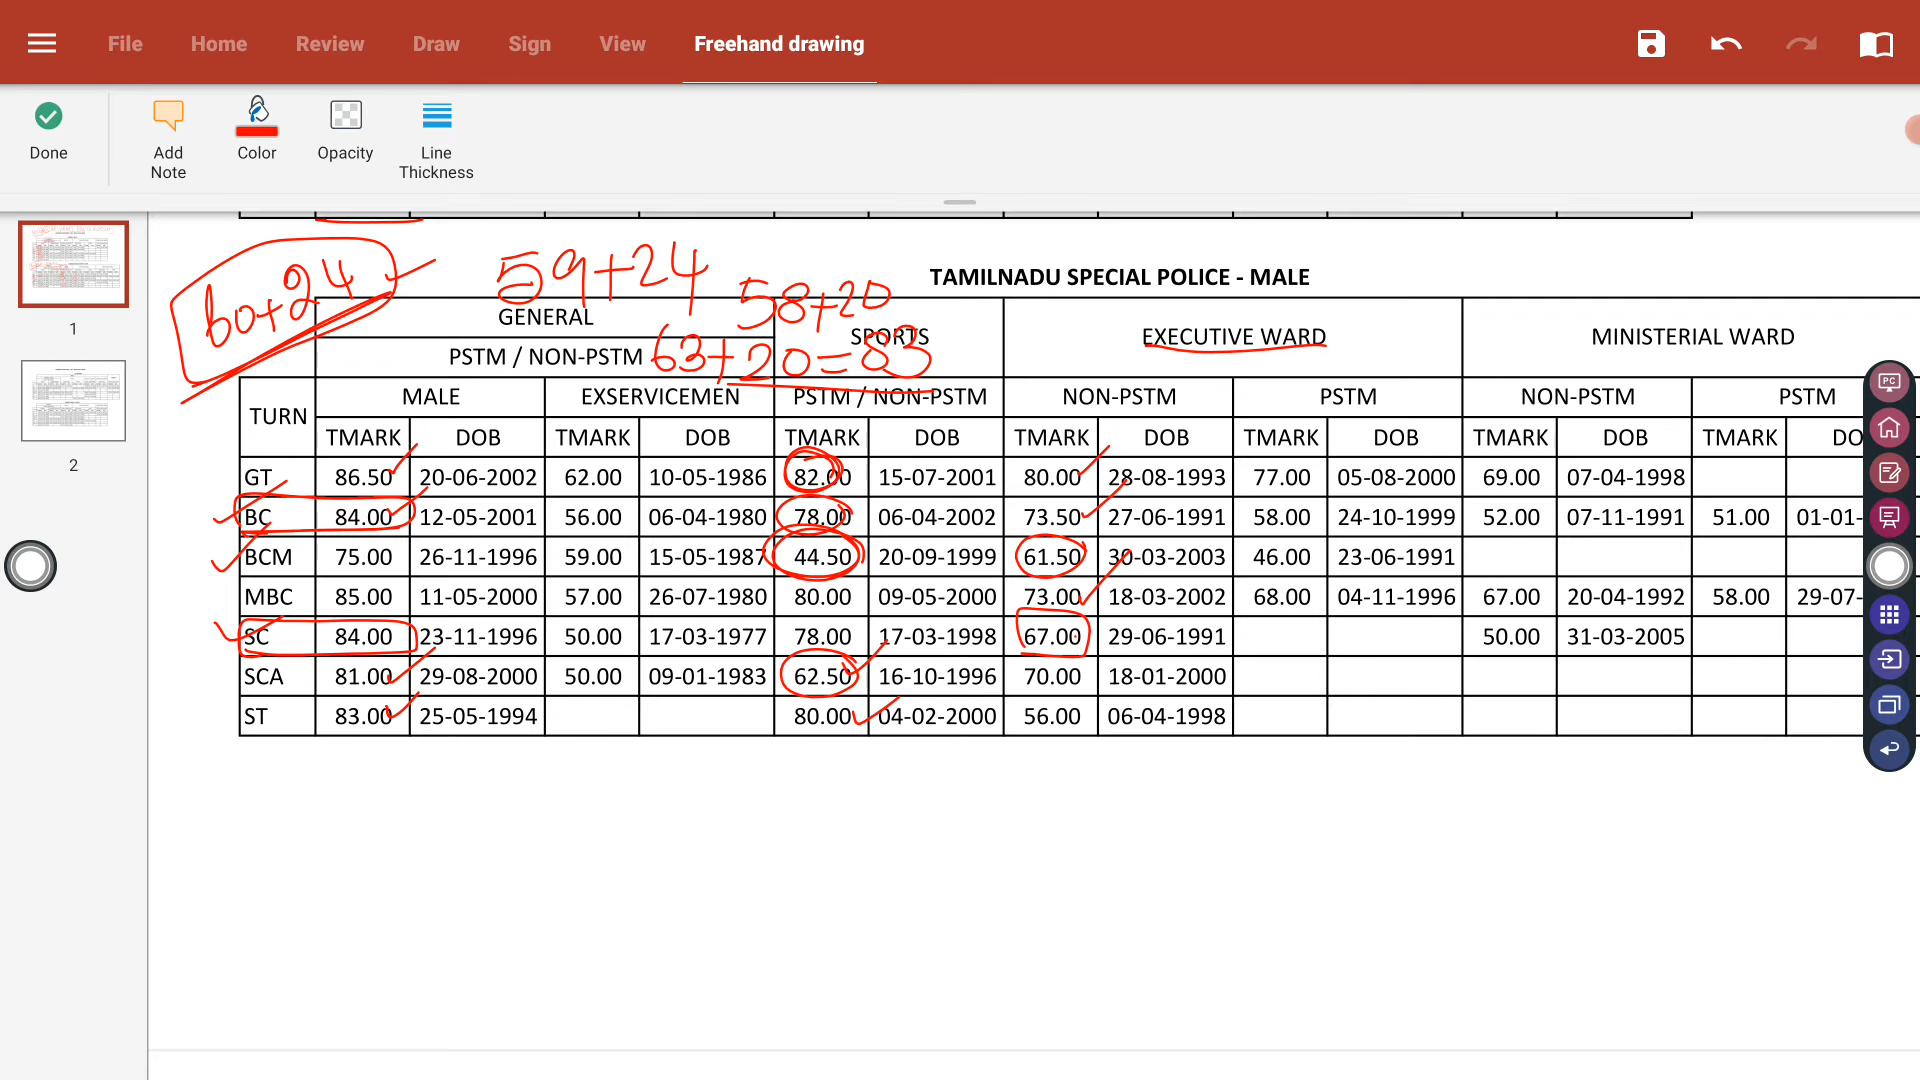 File Home Review Draw Sign View Freehand drawing
Done Add Note Color Opacity Line Thickness
1
2
60+24
59+24
58+20
63+20=83
TAMILNADU SPECIAL POLICE - MALE
GENERAL SPORTS EXECUTIVE WARD MINISTERIAL WARD
PSTM / NON-PSTM
TURN MALE EXSERVICEMEN PSTM / NON-PSTM NON-PSTM PSTM NON-PSTM PSTM
TMARK DOB TMARK DOB TMARK DOB TMARK DOB TMARK DOB TMARK DOB TMARK DO
GT 86.50 20-06-2002 62.00 10-05-1986 82.00 15-07-2001 80.00 28-08-1993 77.00 05-08-2000 69.00 07-04-1998
BC 84.00 12-05-2001 56.00 06-04-1980 78.00 06-04-2002 73.50 27-06-1991 58.00 24-10-1999 52.00 07-11-1991 51.00 01-01-
BCM 75.00 26-11-1996 59.00 15-05-1987 44.50 20-09-1999 61.50 30-03-2003 46.00 23-06-1991
MBC 85.00 11-05-2000 57.00 26-07-1980 80.00 09-05-2000 73.00 18-03-2002 68.00 04-11-1996 67.00 20-04-1992 58.00 29-07-
SC 84.00 23-11-1996 50.00 17-03-1977 78.00 17-03-1998 67.00 29-06-1991 50.00 31-03-2005
SCA 81.00 29-08-2000 50.00 09-01-1983 62.50 16-10-1996 70.00 18-01-2000
ST 83.00 25-05-1994 80.00 04-02-2000 56.00 06-04-1998
PC